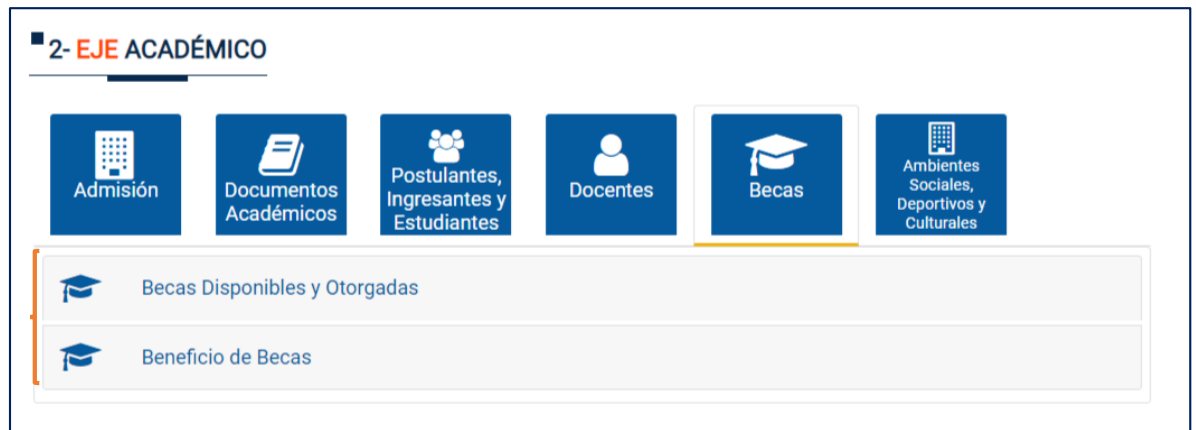 2- EJE ACADÉMICO
Admisión
Documentos
Académicos
Postulantes,
Ingresantes y
Estudiantes
Docentes
Becas
Ambientes
Sociales,
Deportivos y
Culturales
Becas Disponibles y Otorgadas
Beneficio de Becas